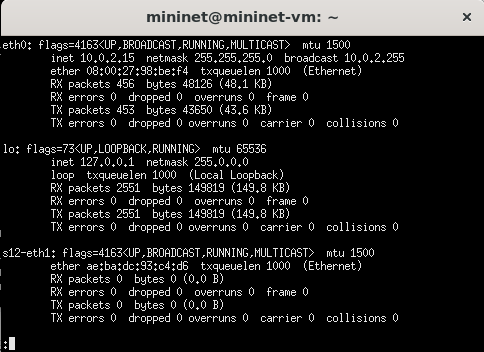 mininet@mininet-vm: ~
eth0: flags=4163<UP,BROADCAST,RUNNING,MULTICAST>  mtu 1500
        inet 10.0.2.15  netmask 255.255.255.0  broadcast 10.0.2.255
        ether 08:00:27:98:be:f4  txqueuelen 1000  (Ethernet)
        RX packets 456  bytes 48126 (48.1 KB)
        RX errors 0  dropped 0  overruns 0  frame 0
        TX packets 453  bytes 43650 (43.6 KB)
        TX errors 0  dropped 0 overruns 0  carrier 0  collisions 0
lo: flags=73<UP,LOOPBACK,RUNNING>  mtu 65536
        inet 127.0.0.1  netmask 255.0.0.0
        loop  txqueuelen 1000  (Local Loopback)
        RX packets 2551  bytes 149819 (149.8 KB)
        RX errors 0  dropped 0  overruns 0  frame 0
        TX packets 2551  bytes 149819 (149.8 KB)
        TX errors 0  dropped 0 overruns 0  carrier 0  collisions 0
s12-eth1: flags=4163<UP,BROADCAST,RUNNING,MULTICAST>  mtu 1500
        ether ae:ba:dc:93:c4:d6  txqueuelen 1000  (Ethernet)
        RX packets 0  bytes 0 (0.0 B)
        RX errors 0  dropped 0  overruns 0  frame 0
        TX packets 0  bytes 0 (0.0 B)
        TX errors 0  dropped 0 overruns 0  carrier 0  collisions 0
: